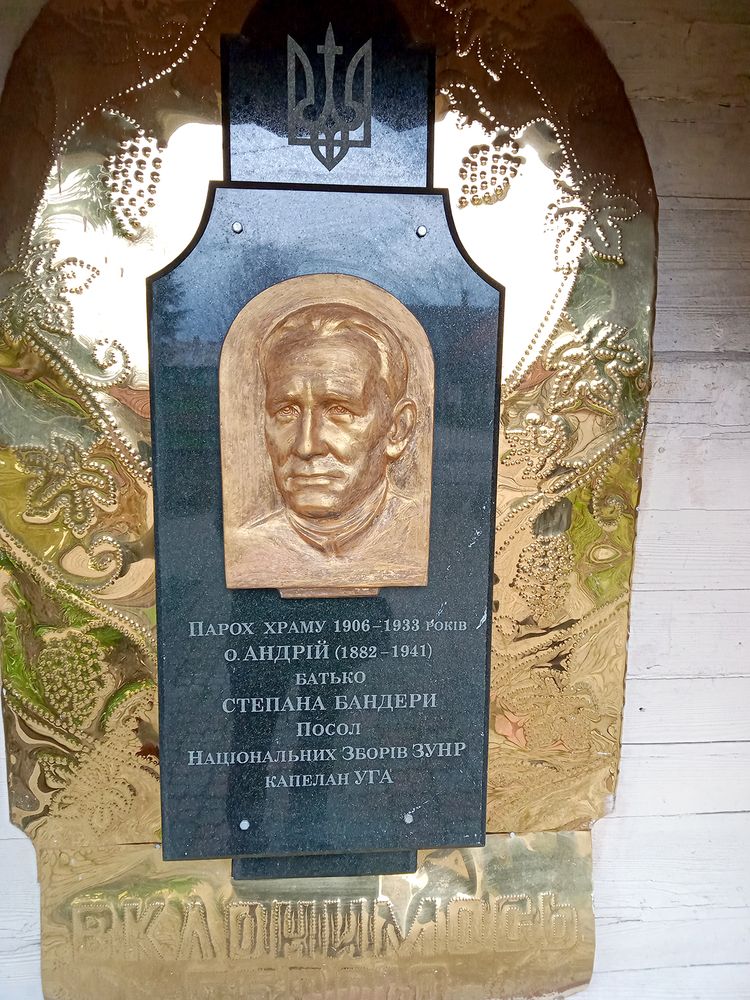 Парох храму 1906–1933 років
о. Андрій (1882–1941)
батько
Степана Бандери
Посол
Національних Зборів ЗУНР
капелан УГА
ВКЛОНИМОСЬ